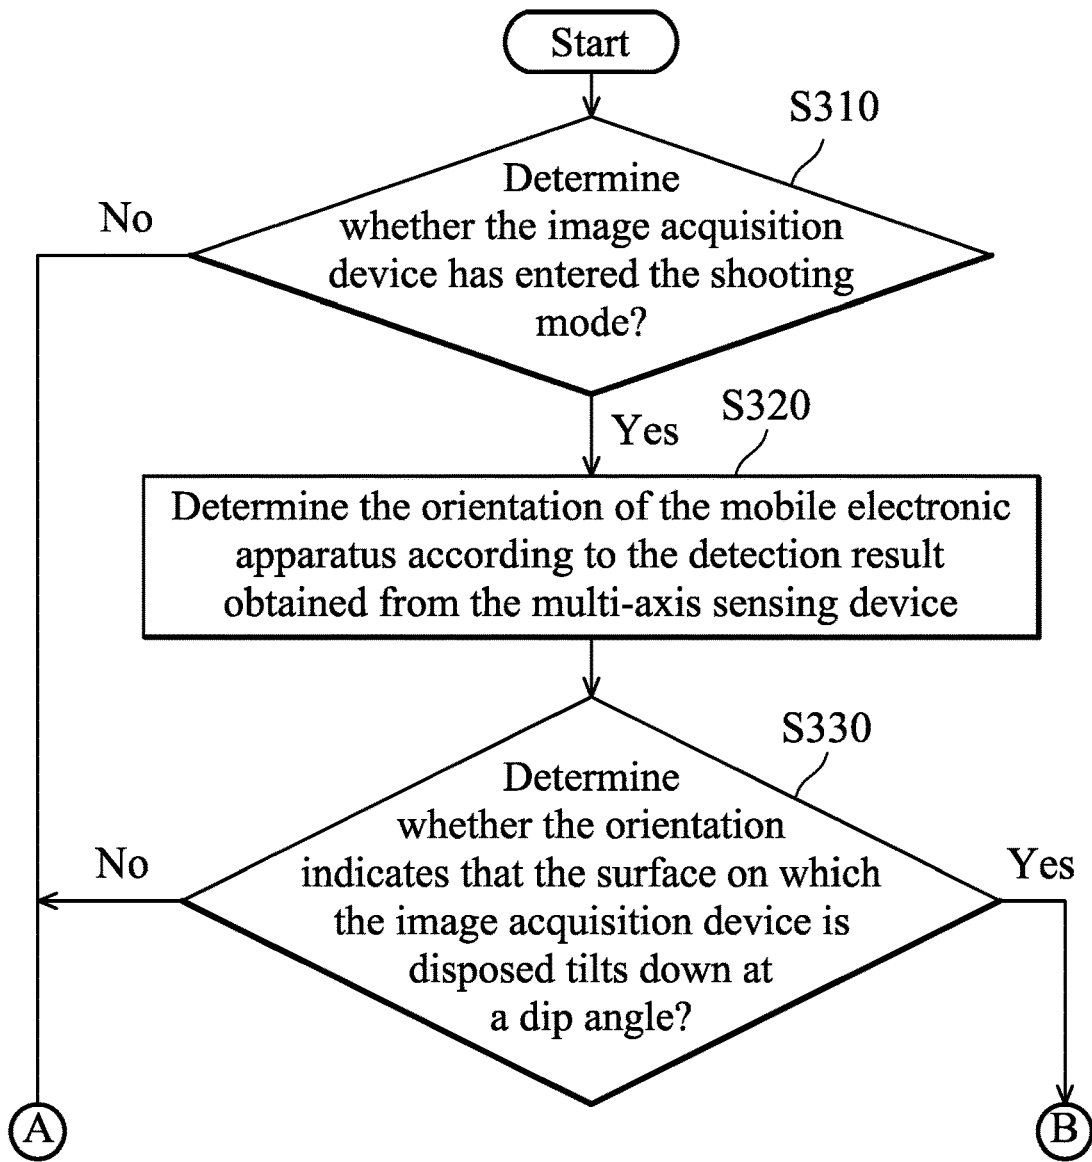 Start
S310
Determine
whether the image acquisition
device has entered the shooting
mode?
No
Yes
S320
Determine the orientation of the mobile electronic
apparatus according to the detection result
obtained from the multi-axis sensing device
S330
Determine
whether the orientation
indicates that the surface on which
the image acquisition device is
disposed tilts down at
a dip angle?
No
Yes
A
B